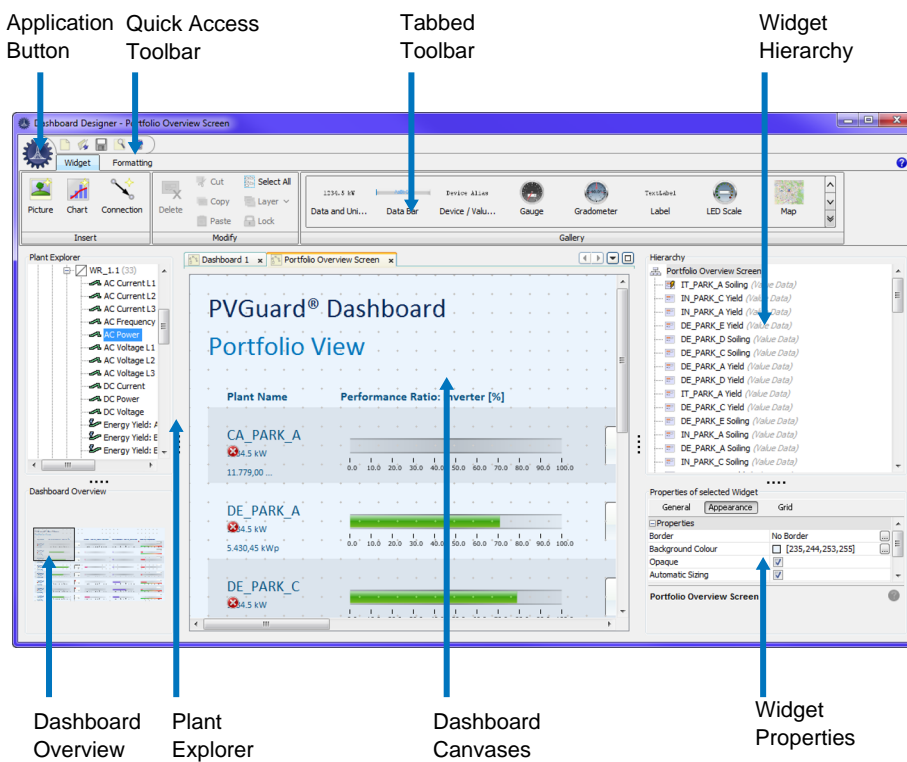 Application
Button
Quick Access
Toolbar
Tabbed
Toolbar
Widget
Hierarchy
Dashboard Designer - Portfolio Overview Screen
Widget
Formatting
Picture
Chart
Connection
Insert
Delete
Cut
Copy
Paste
Select All
Layer
Lock
Modify
1234.5 kW
Data and Uni...
Data Bar
Device Alias
Device / Valu...
Gauge
Gradometer
Textlabel
Label
LED Scale
Map
Gallery
Plant Explorer
WR_1.1 (33)
AC Current L1
AC Current L2
AC Current L3
AC Frequency
AC Power
AC Voltage L1
AC Voltage L2
AC Voltage L3
DC Current
DC Power
DC Voltage
Energy Yield: A
Energy Yield: E
Energy Yield: E
Dashboard Overview
Dashboard 1 x
Portfolio Overview Screen x
PVGuard® Dashboard
Portfolio View
Plant Name
Performance Ratio: Inverter [%]
CA_PARK_A
34.5 kW
11.779,00 ...
0.0 10.0 20.0 30.0 40.0 50.0 60.0 70.0 80.0 90.0 100.0
DE_PARK_A
34.5 kW
5.430,45 kWp
0.0 10.0 20.0 30.0 40.0 50.0 60.0 70.0 80.0 90.0 100.0
DE_PARK_C
34.5 kW
Hierarchy
Portfolio Overview Screen
IT_PARK_A Soiling (Value Data)
IN_PARK_C Yield (Value Data)
IN_PARK_A Yield (Value Data)
DE_PARK_E Yield (Value Data)
DE_PARK_D Soiling (Value Data)
DE_PARK_C Soiling (Value Data)
DE_PARK_A Yield (Value Data)
DE_PARK_D Yield (Value Data)
IT_PARK_A Yield (Value Data)
DE_PARK_C Yield (Value Data)
DE_PARK_E Soiling (Value Data)
IN_PARK_A Soiling (Value Data)
DE_PARK_A Soiling (Value Data)
IN_PARK_C Soiling (Value Data)
Properties of selected Widget
General
Appearance
Grid
Properties
Border
No Border
Background Colour
[235,244,253,255]
Opaque
Automatic Sizing
Portfolio Overview Screen
Dashboard
Overview
Plant
Explorer
Dashboard
Canvases
Widget
Properties